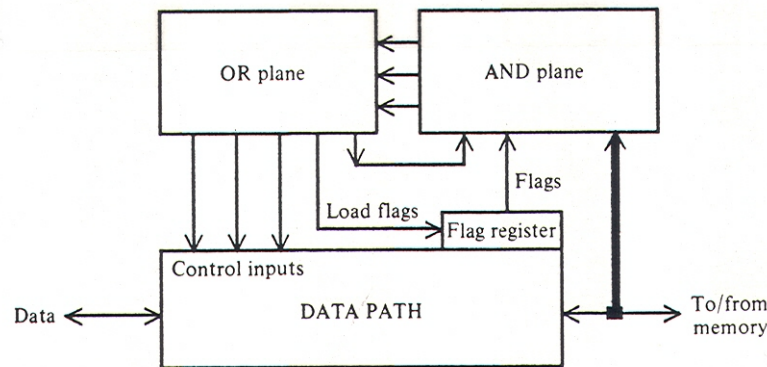 OR plane
AND plane
Flags
Load flags
Flag register
Control inputs
Data
DATA PATH
To/from
memory